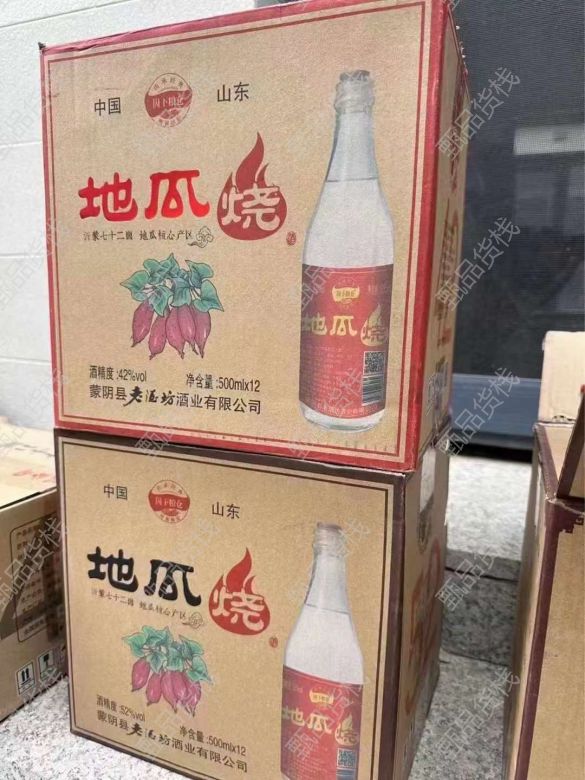 中国
山东
地瓜烧
沂蒙七十二崮 地瓜核心产区
酒精度:42%vol
净含量:500mlx12
蒙阴县老酒坊酒业有限公司
地瓜烧
中国
山东
地瓜烧
沂蒙七十二崮 地瓜核心产区
酒精度:52%vol
净含量:500mlx12
蒙阴县老酒坊酒业有限公司
地瓜烧
甄品货栈